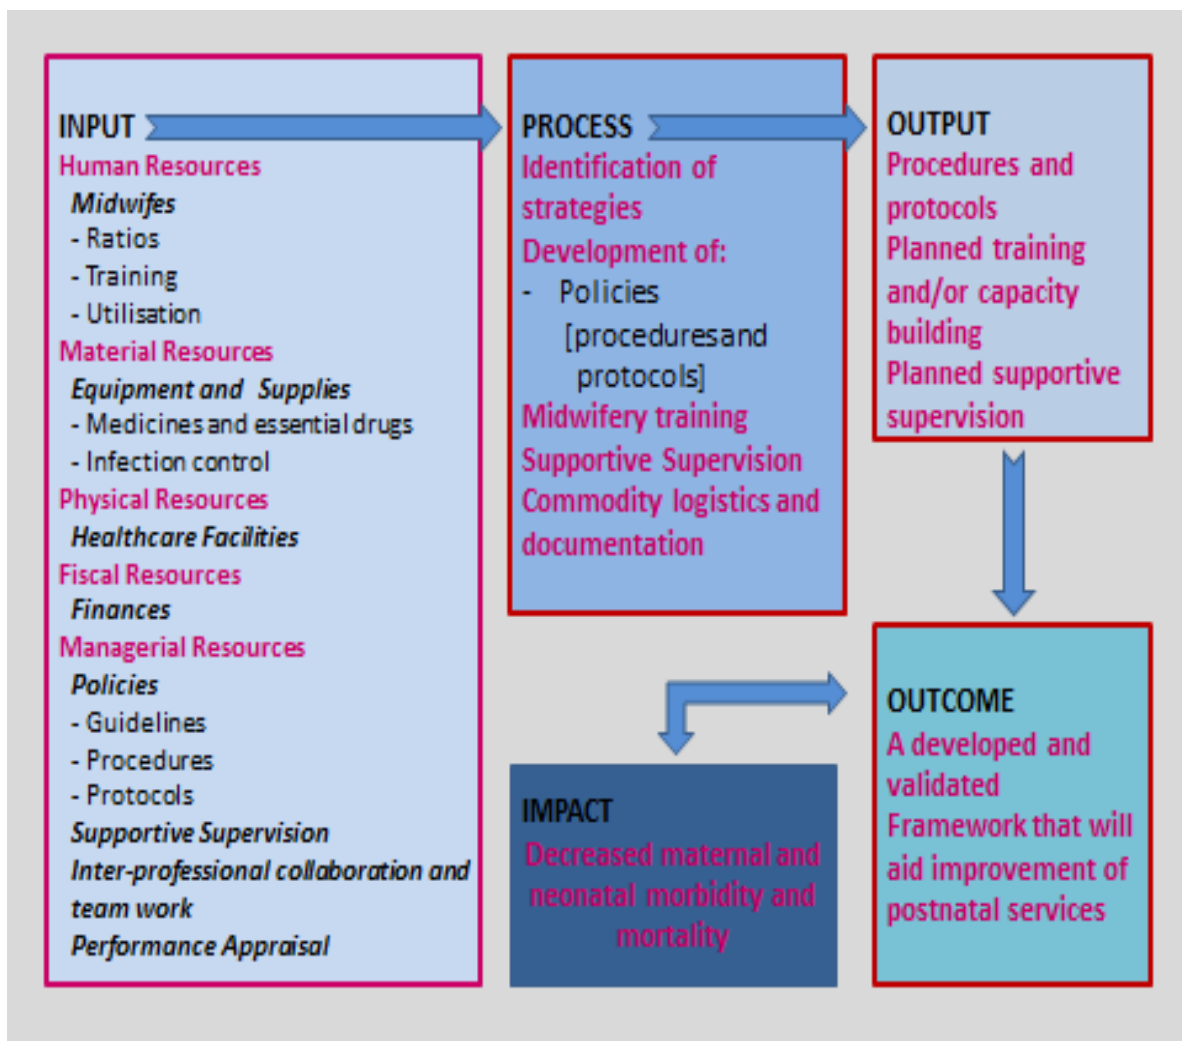 INPUT
Human Resources
Midwifes
- Ratios
- Training
- Utilisation
Material Resources
Equipment and Supplies
- Medicines and essential drugs
- Infection control
Physical Resources
Healthcare Facilities
Fiscal Resources
Finances
Managerial Resources
Policies
- Guidelines
- Procedures
- Protocols
Supportive Supervision
Inter-professional collaboration and
team work
Performance Appraisal
PROCESS
Identification of
strategies
Development of:
- Policies
[procedures and
protocols]
Midwifery training
Supportive Supervision
Commodity logistics and
documentation
OUTPUT
Procedures and
protocols
Planned training
and/or capacity
building
Planned supportive
supervision
OUTCOME
A developed and
validated
Framework that will
aid improvement of
postnatal services
IMPACT
Decreased maternal and
neonatal morbidity and
mortality